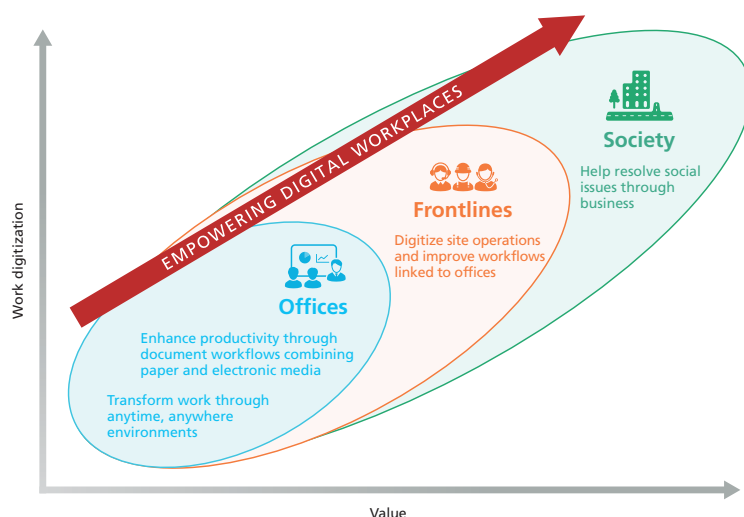 EMPOWERING DIGITAL WORKPLACES
Society
Help resolve social
issues through
business
Frontlines
Digitize site operations
and improve workflows
linked to offices
Offices
Enhance productivity through
document workflows combining
paper and electronic media
Transform work through
anytime, anywhere
environments
Work digitization
Value